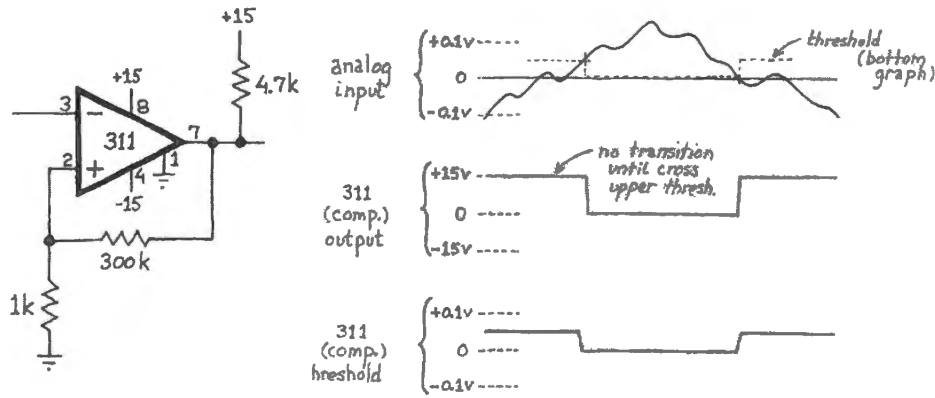 +15
4.7k
+15
3
8
−
311
7
2
+
1
4
-15
300k
1k
analog
input
+0.1v
0
-0.1v
threshold
(bottom
graph)
311
(comp.)
output
+15v
0
-15v
no transition
until cross
upper thresh.
311
(comp.)
hreshold
+0.1v
0
-0.1v